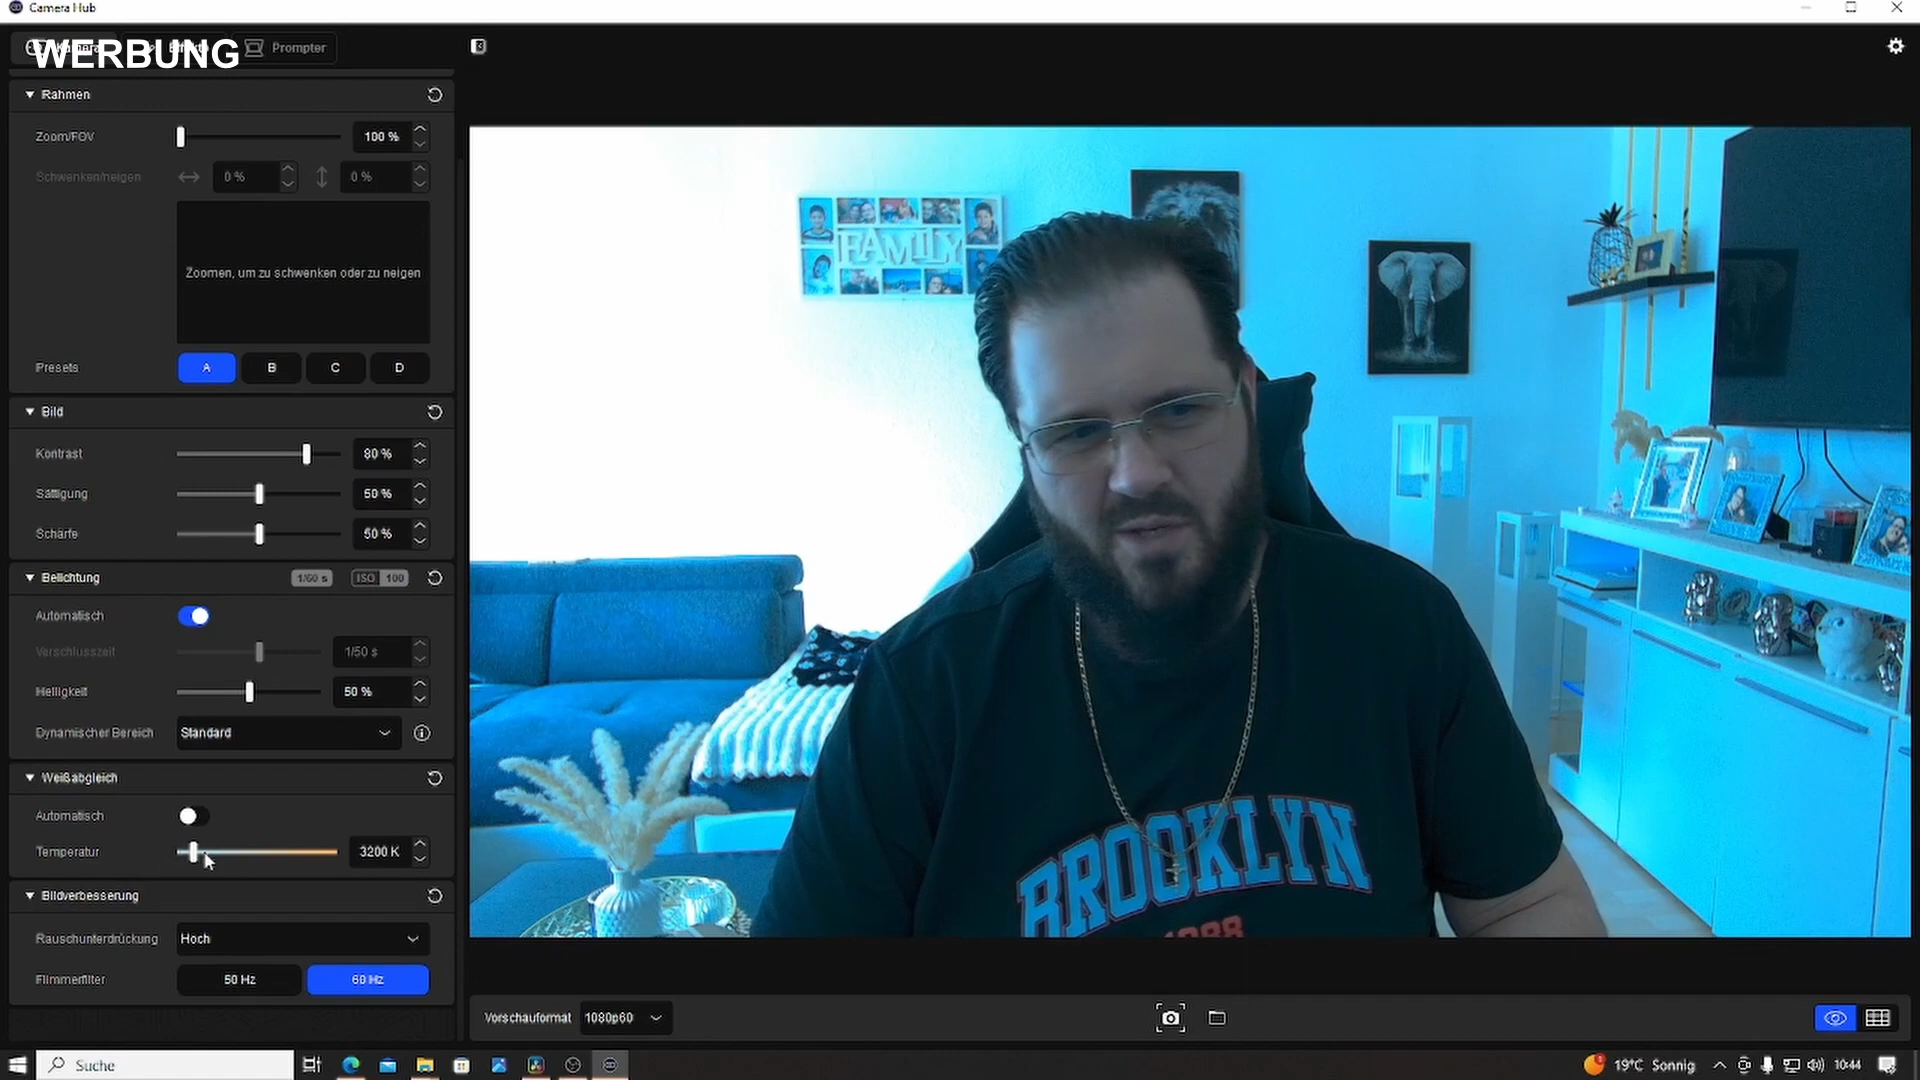 Camera Hub
WERBUNG
Prompter
Rahmen
Zoom/FOV
100 %
Schwenken/neigen
0 %
0 %
Zoomen, um zu schwenken oder zu neigen
Presets
A
B
C
D
Bild
Kontrast
80 %
Sättigung
50 %
Schärfe
50 %
Belichtung
1/60 s
ISO 100
Automatisch
Verschlusszeit
1/50 s
Helligkeit
50 %
Dynamischer Bereich
Standard
Weißabgleich
Automatisch
Temperatur
3200 K
Bildverbesserung
Rauschunterdrückung
Hoch
Flimmerfilter
50 Hz
60 Hz
FAMILY
BROOKLYN
Vorschauformat
1080p60
Suche
19°C Sonnig
10:44